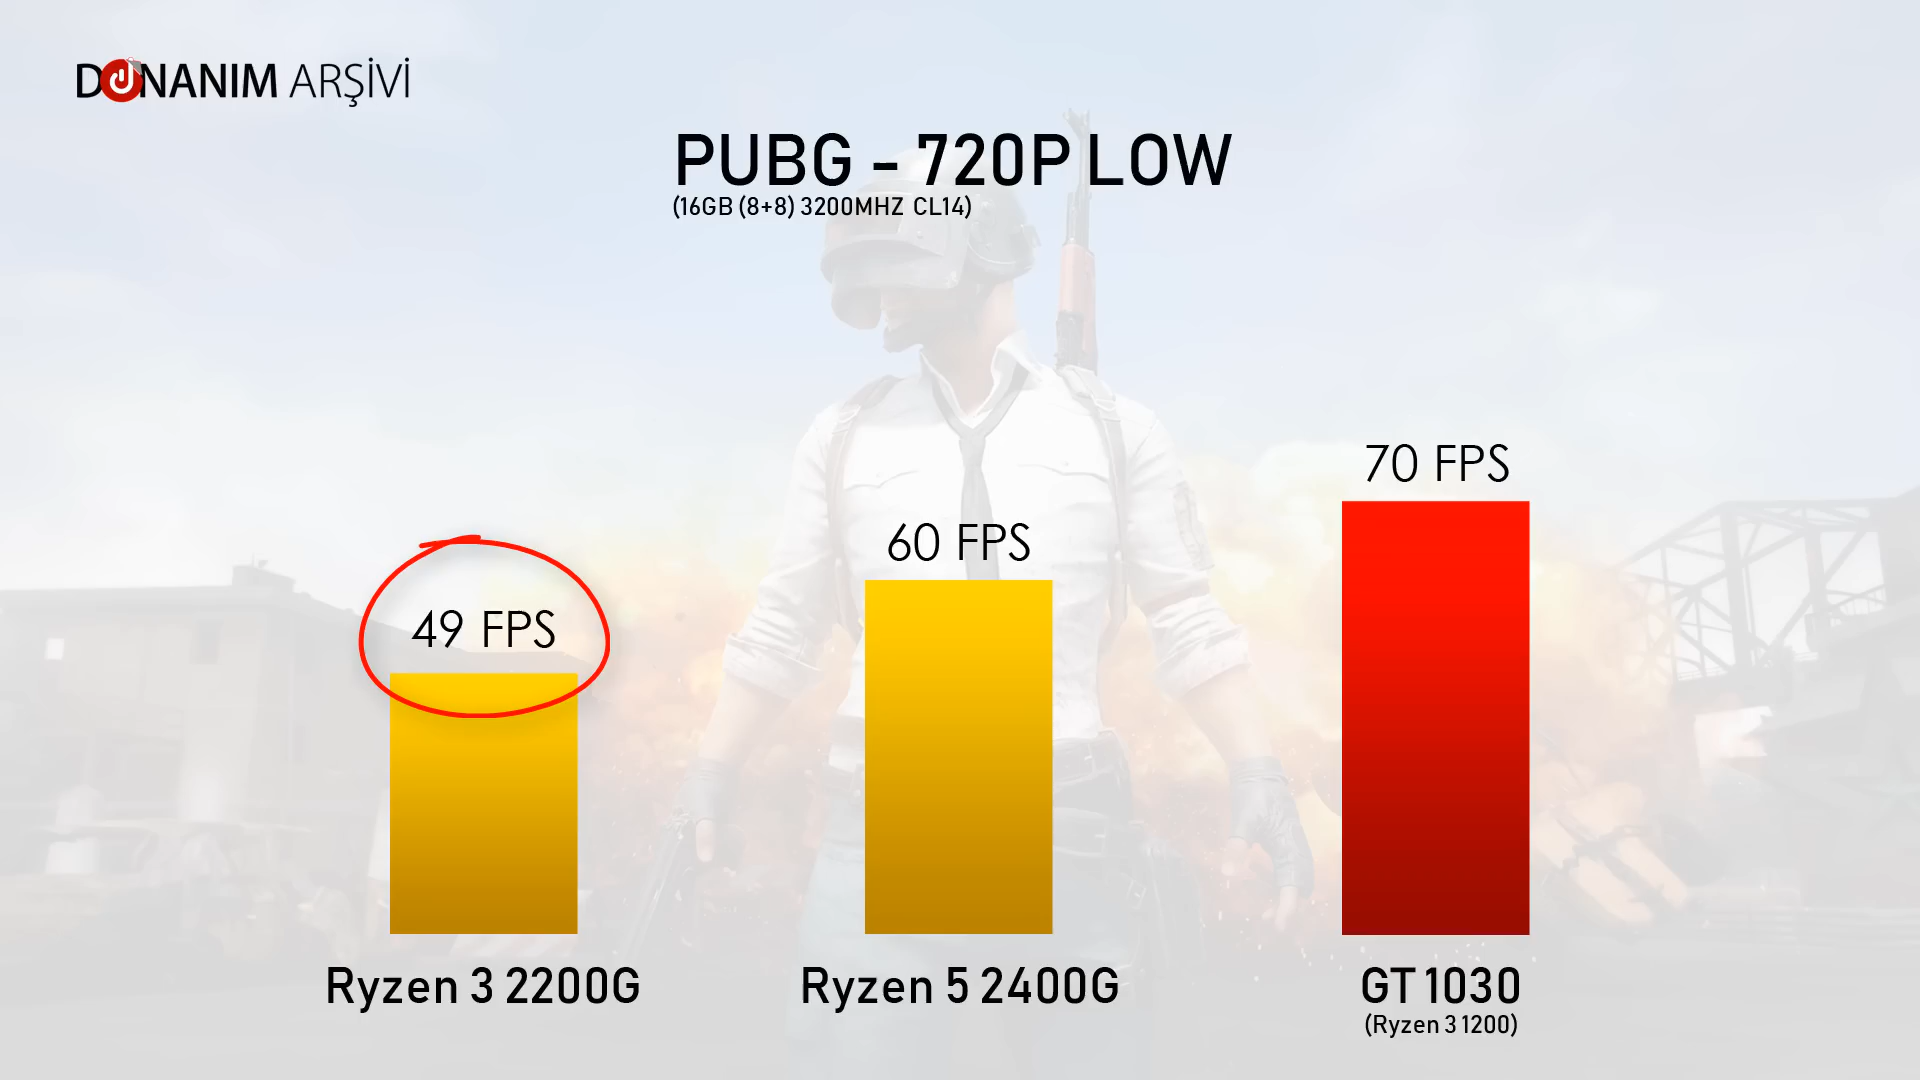 DONANIM ARŞİVİ
PUBG - 720P LOW
(16GB (8+8) 3200MHZ CL14)
70 FPS
60 FPS
49 FPS
Ryzen 3 2200G
Ryzen 5 2400G
GT 1030
(Ryzen 3 1200)